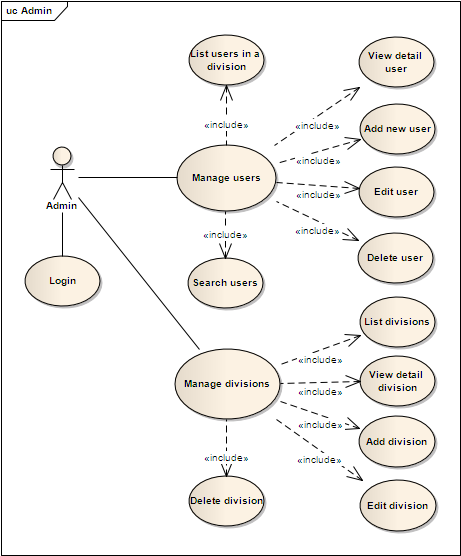 uc Admin
List users in a
division
View detail
user
«include»
«include»
Add new user
«include»
Manage users
«include»
Edit user
Admin
«include»
«include»
Delete user
Login
Search users
List divisions
«include»
Manage divisions
«include»
View detail
division
«include»
Add division
«include»
«include»
Delete division
Edit division